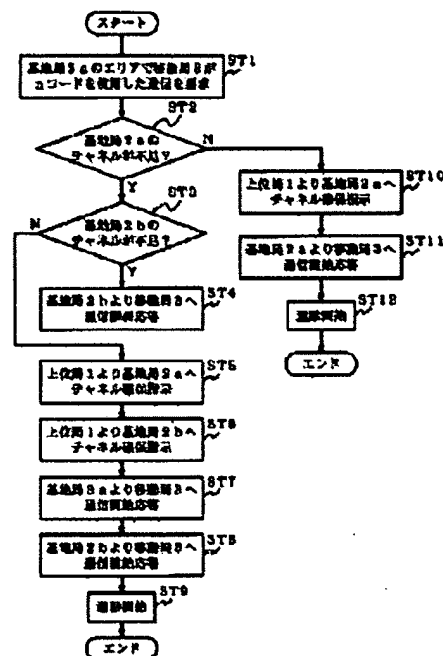 スタート
ST1
基地局2aのエリアで移動局3が
nコードを使用した通信を要求
ST2
基地局2aの
チャネルが不足?
N
Y
ST3
N
基地局2bの
チャネルが不足?
Y
ST4
基地局2bより移動局3へ
ST10
上位局1より基地局2aへ
チャネル確保指示
ST11
基地局2aより移動局3へ
通信開始応答
ST12
通信開始
エンド
ST5
上位局1より基地局2aへ
チャネル確保指示
ST6
上位局1より基地局2bへ
チャネル確保指示
ST7
基地局2aより移動局3へ
通信開始応答
ST8
基地局2bより移動局3へ
通信開始応答
ST9
通信開始
エンド